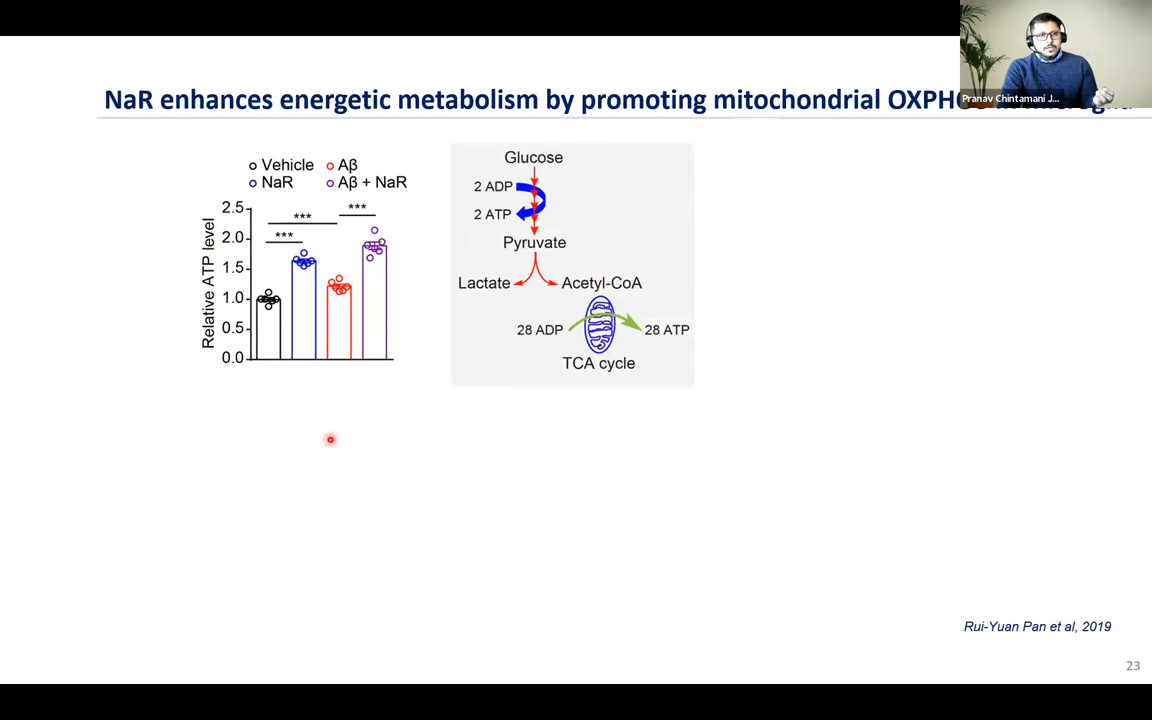 Pranav Chintamani J...
NaR enhances energetic metabolism by promoting mitochondrial OXPH
Vehicle Aβ
NaR Aβ + NaR
Relative ATP level
2.5
2.0
1.5
1.0
0.5
0.0
***
***
***
Glucose
2 ADP
2 ATP
Pyruvate
Lactate Acetyl-CoA
28 ADP 28 ATP
TCA cycle
Rui-Yuan Pan et al, 2019
23